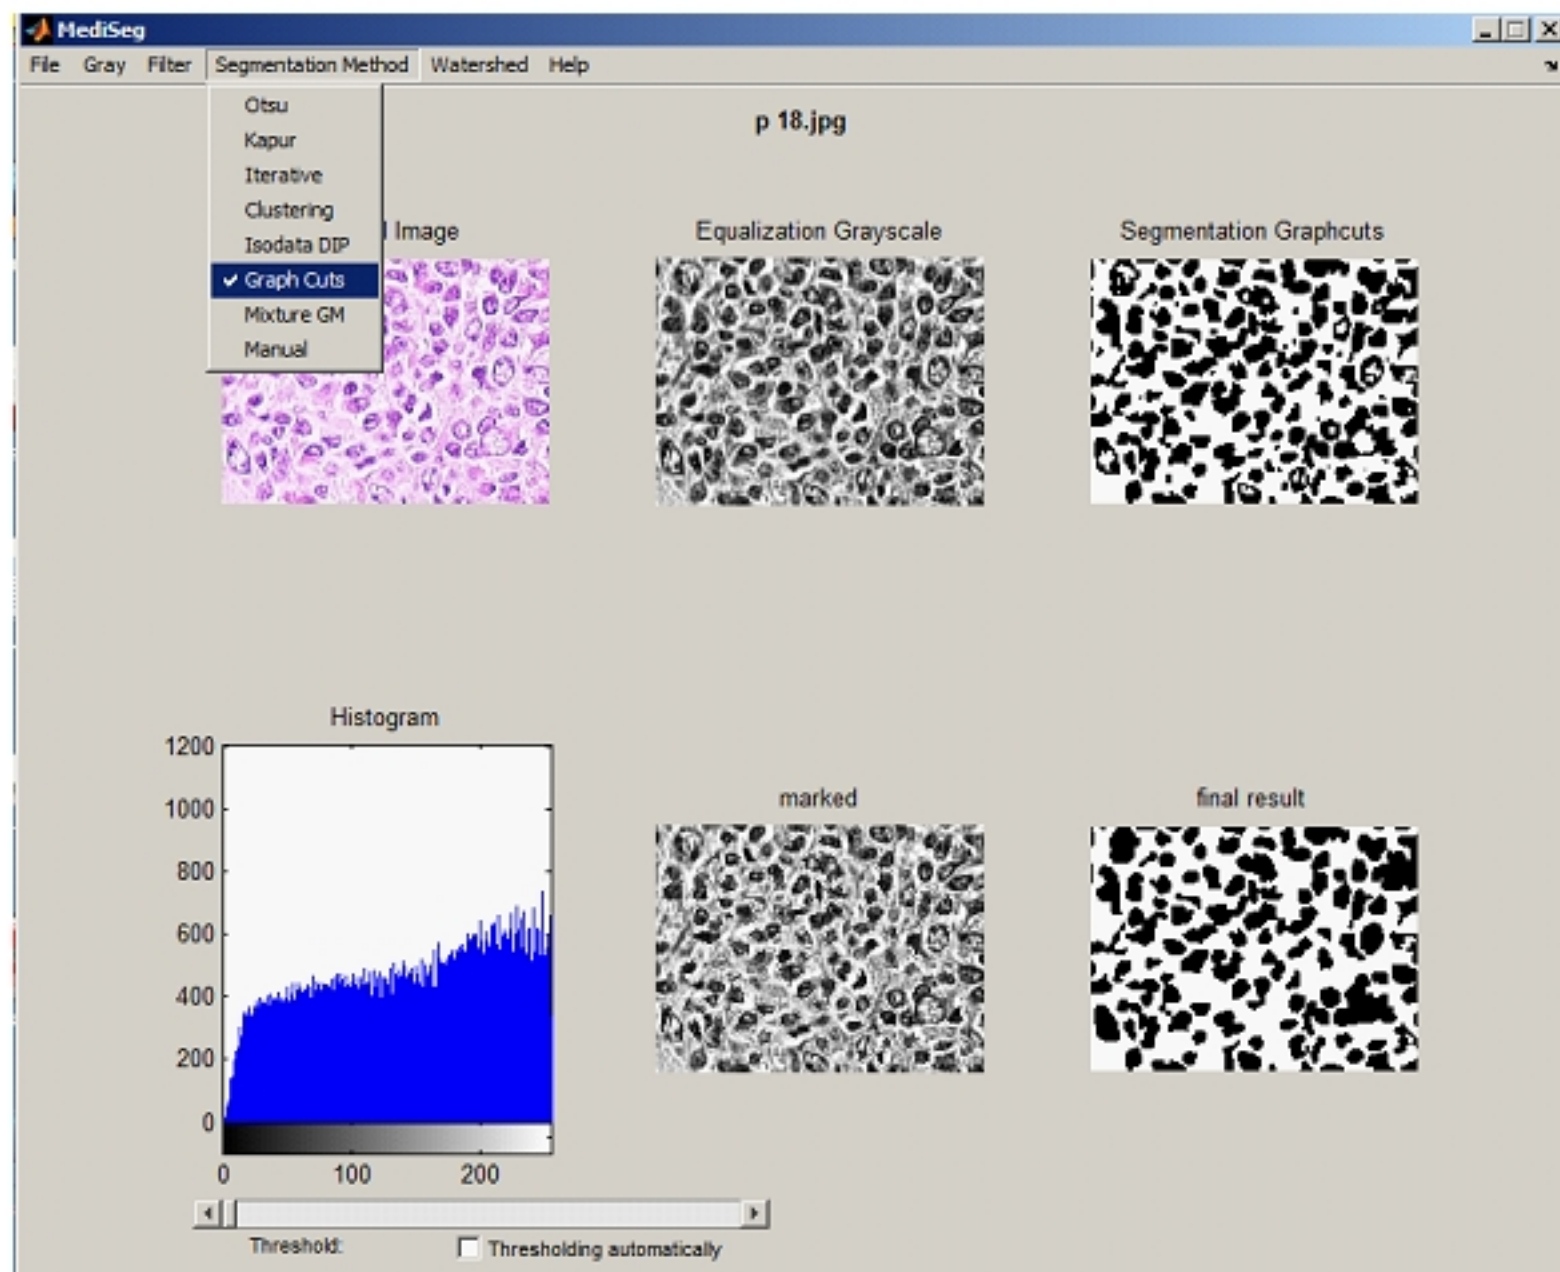 MediSeg
File Gray Filter Segmentation Method Watershed Help
Otsu
Kapur
Iterative
Clustering
Isodata DIP
Graph Cuts
Mixture GM
Manual
p 18.jpg
Image
Equalization Grayscale
Segmentation Graphcuts
Histogram
1200
1000
800
600
400
200
0
0 100 200
marked
final result
Threshold:
Thresholding automatically